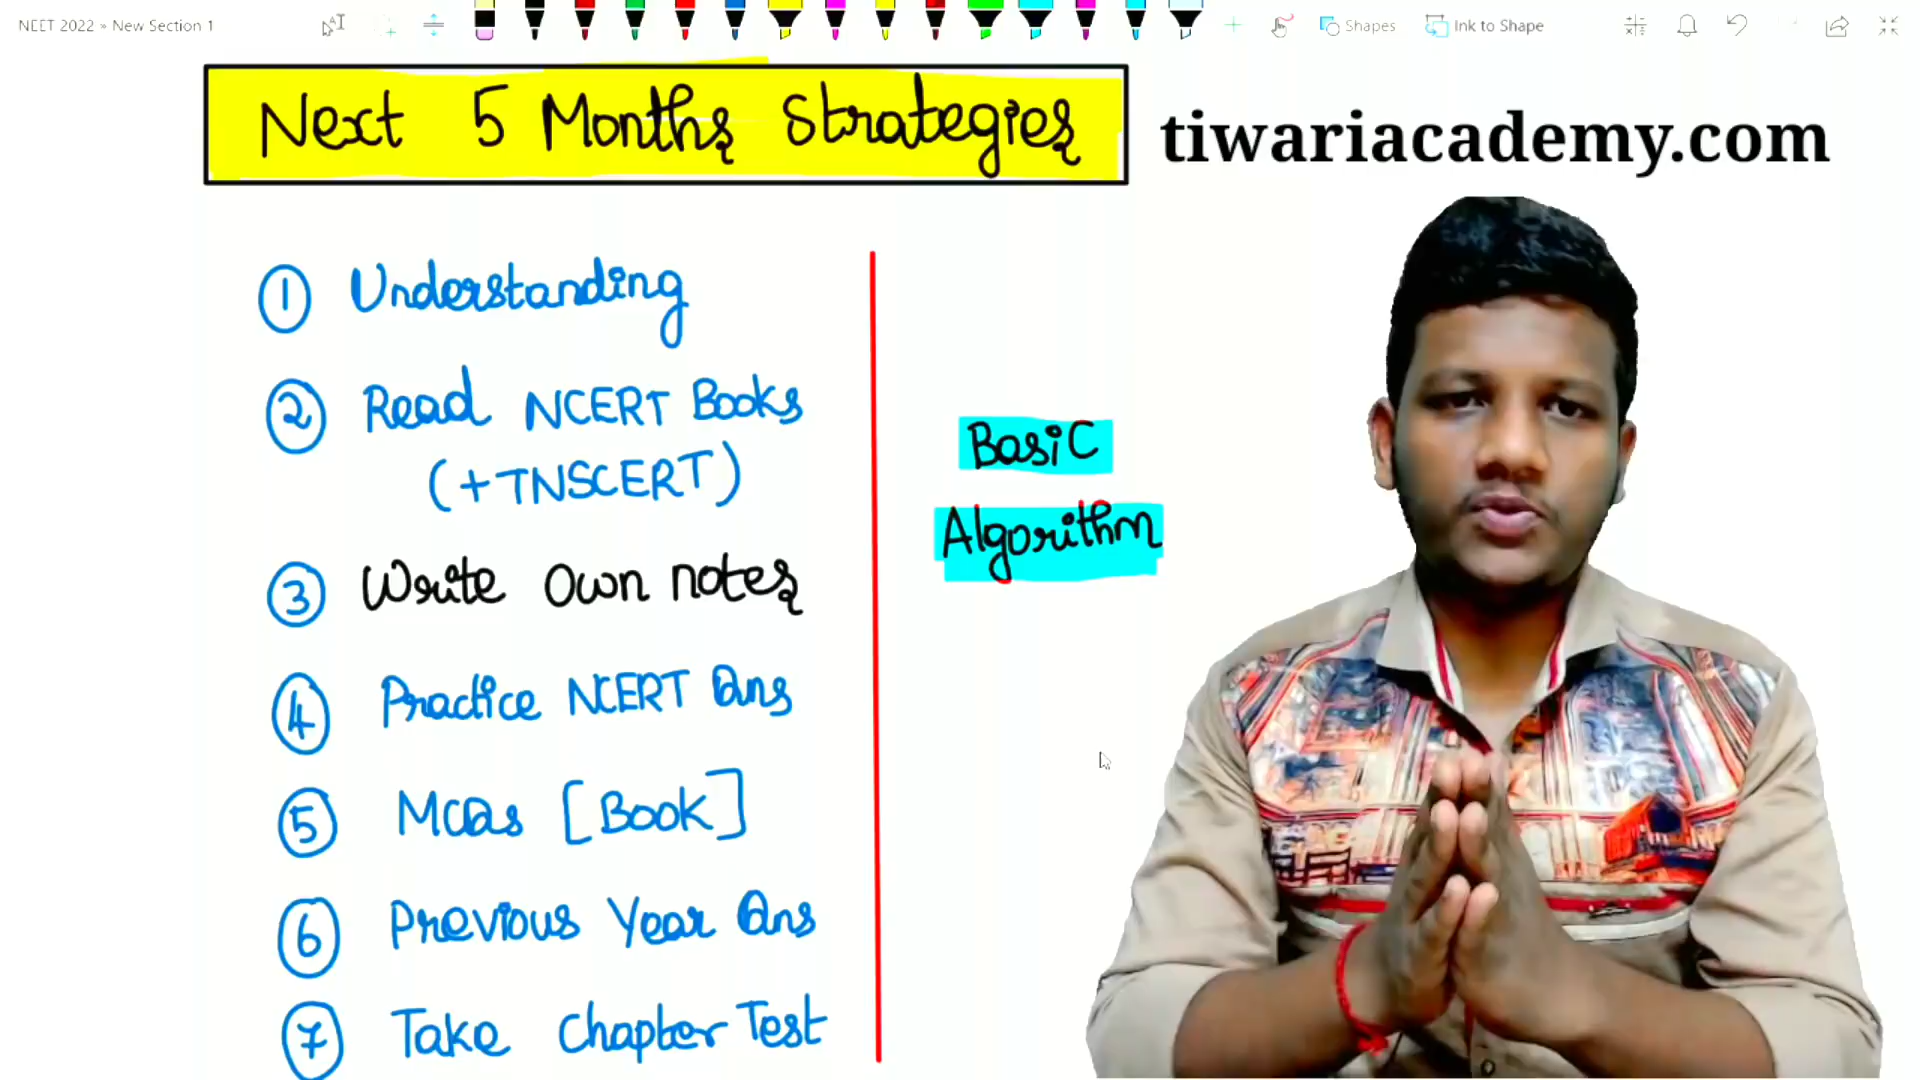 NEET 2022 » New Section 1
Shapes
Ink to Shape
Next 5 Months Strategies
tiwariacademy.com
1 Understanding
2 Read NCERT Books
(+TNSCERT)
3 Write Own notes
4 Practice NCERT Qns
5 MCQs [Book]
6 Previous Year Qns
7 Take Chapter Test
Basic
Algorithm